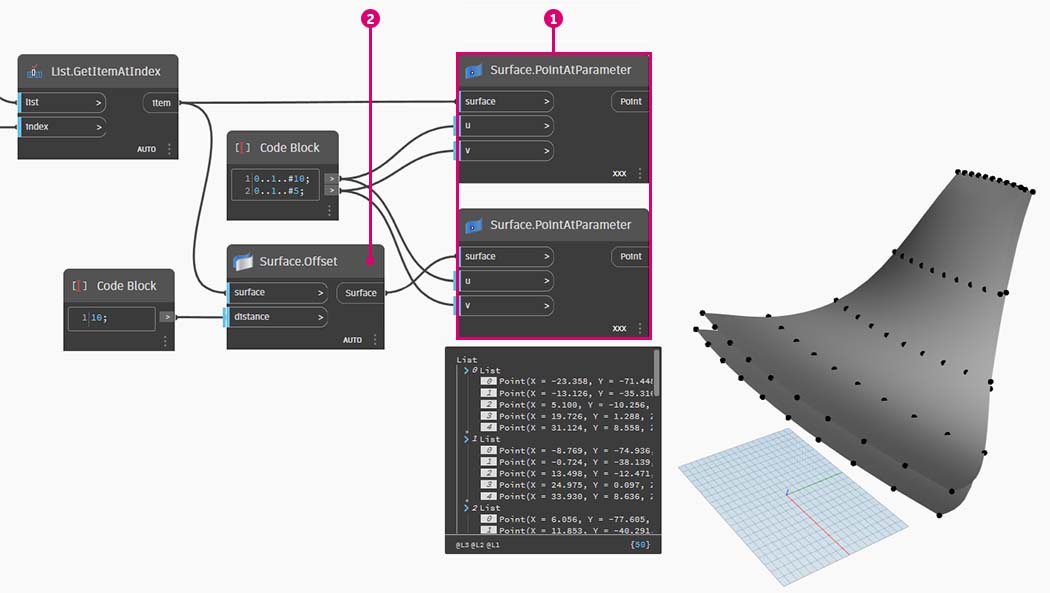 2
1
List.GetItemAtIndex
list >
item
index >
AUTO
Code Block
1 0..1..#10; >
2 0..1..#5; >
Surface.PointAtParameter
surface >
Point
u >
v >
XXX
Surface.PointAtParameter
surface >
Point
u >
v >
XXX
Surface.Offset
surface >
Surface
distance >
AUTO
Code Block
1 10; >
List
0 List
0 Point(X = -23.358, Y = -71.448
1 Point(X = -13.126, Y = -35.316
2 Point(X = 5.100, Y = -10.256,
3 Point(X = 19.726, Y = 1.288, Z
4 Point(X = 31.124, Y = 8.558, Z
1 List
0 Point(X = -8.769, Y = -74.936,
1 Point(X = -0.724, Y = -38.139,
2 Point(X = 13.498, Y = -12.471,
3 Point(X = 24.975, Y = 0.097, Z
4 Point(X = 33.930, Y = 8.636, Z
2 List
0 Point(X = 6.056, Y = -77.605,
1 Point(X = 11.853, Y = -40.291,
@L3 @L2 @L1 {50}